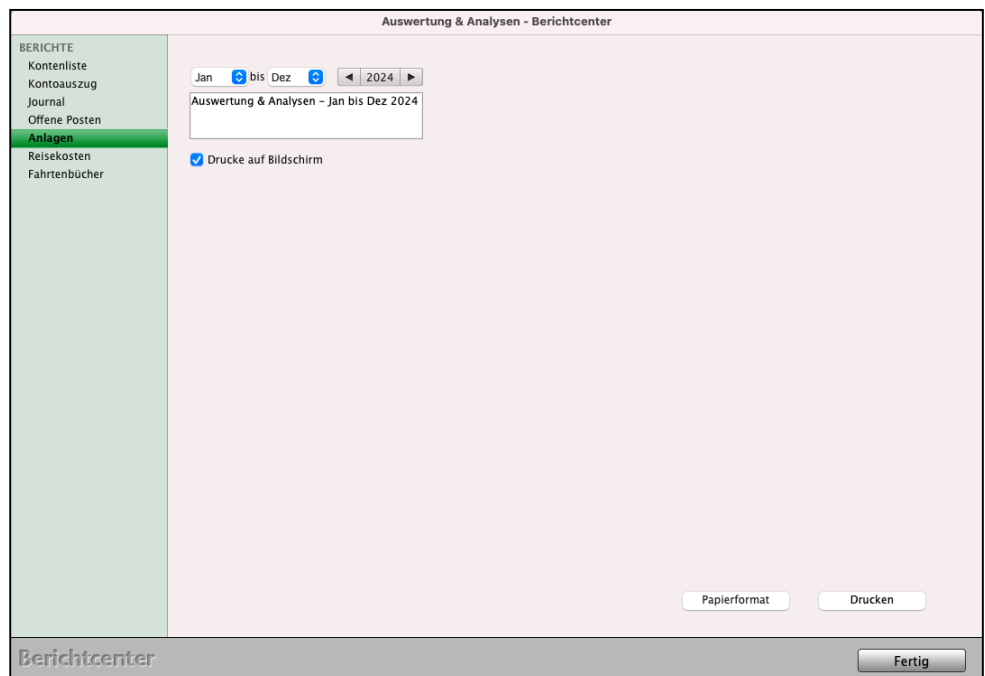 Auswertung & Analysen - Berichtcenter
BERICHTE
Kontenliste
Kontoauszug
Journal
Offene Posten
Anlagen
Reisekosten
Fahrtenbücher
Jan bis Dez 2024
Auswertung & Analysen – Jan bis Dez 2024
Drucke auf Bildschirm
Papierformat Drucken
Berichtcenter
Fertig